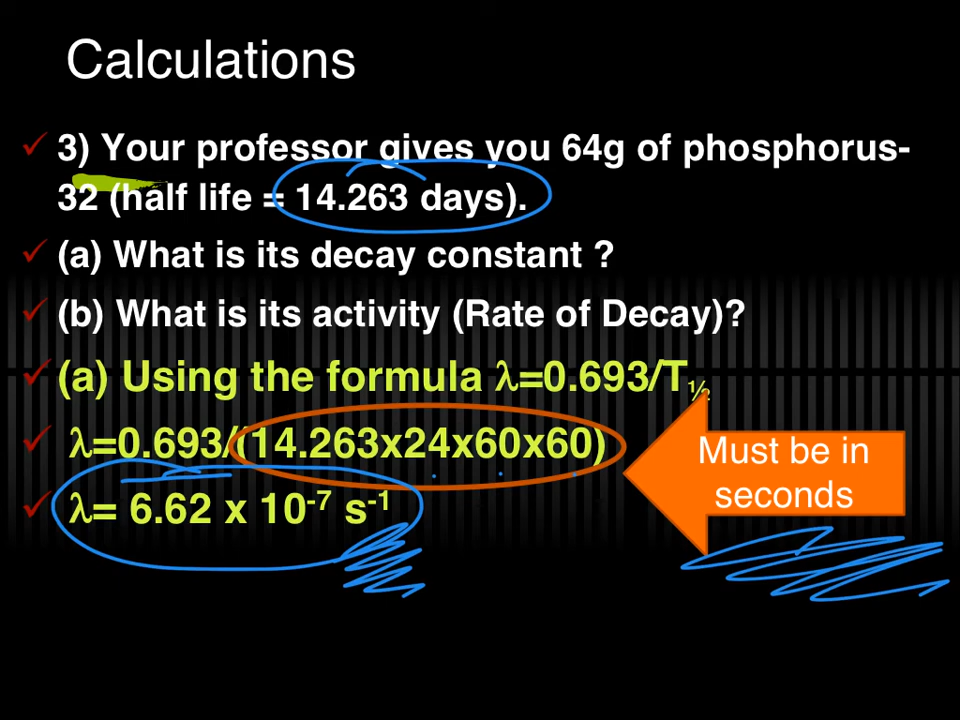 Calculations
3) Your professor gives you 64g of phosphorus-
32 (half life = 14.263 days).
(a) What is its decay constant ?
(b) What is its activity (Rate of Decay)?
(a) Using the formula λ=0.693/T½
λ=0.693/(14.263x24x60x60)
λ= 6.62 x 10⁻⁷ s⁻¹
Must be in
seconds